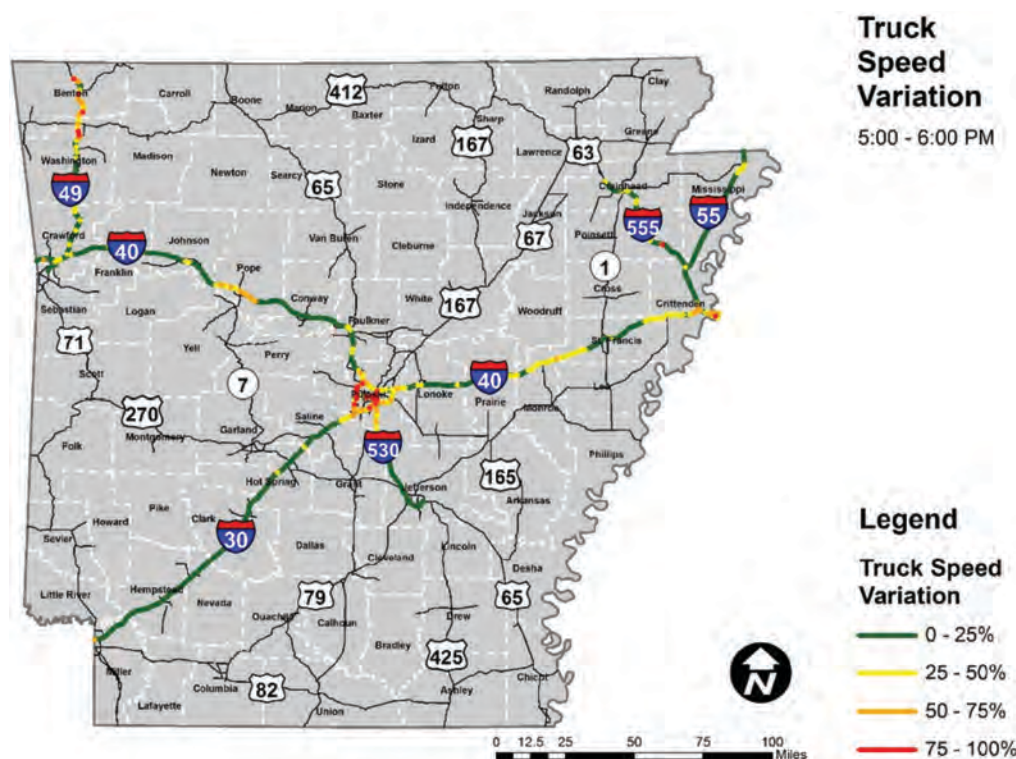 Truck
Speed
Variation
5:00 - 6:00 PM
Benton
Carroll
Boone
Marion
412
Baxter
Fulton
Sharp
Randolph
Clay
Greene
Izard
167
Lawrence
63
Washington
Madison
Newton
Searcy
65
Stone
Independence
Jackson
67
Craighead
Mississippi
49
555
55
Poinsett
Crawford
40
Johnson
Franklin
Van Buren
Cleburne
1
Cross
Pope
Conway
White
167
Woodruff
Crittenden
Sebastian
Logan
Faulkner
St Francis
71
Yell
Perry
Scott
7
Pulaski
Lonoke
40
Prairie
Lee
Monroe
270
Montgomery
Garland
Saline
530
Phillips
Polk
Hot Spring
Grant
Jefferson
165
Arkansas
Howard
Pike
Clark
30
Dallas
Cleveland
Lincoln
Sevier
Desha
Little River
Hempstead
Nevada
Ouachita
79
Calhoun
65
Drew
Bradley
425
Miller
Columbia
82
Chicot
Ashley
Lafayette
Union
N
0 12.5 25 50 75 100
Miles
Legend
Truck Speed
Variation
0 - 25%
25 - 50%
50 - 75%
75 - 100%